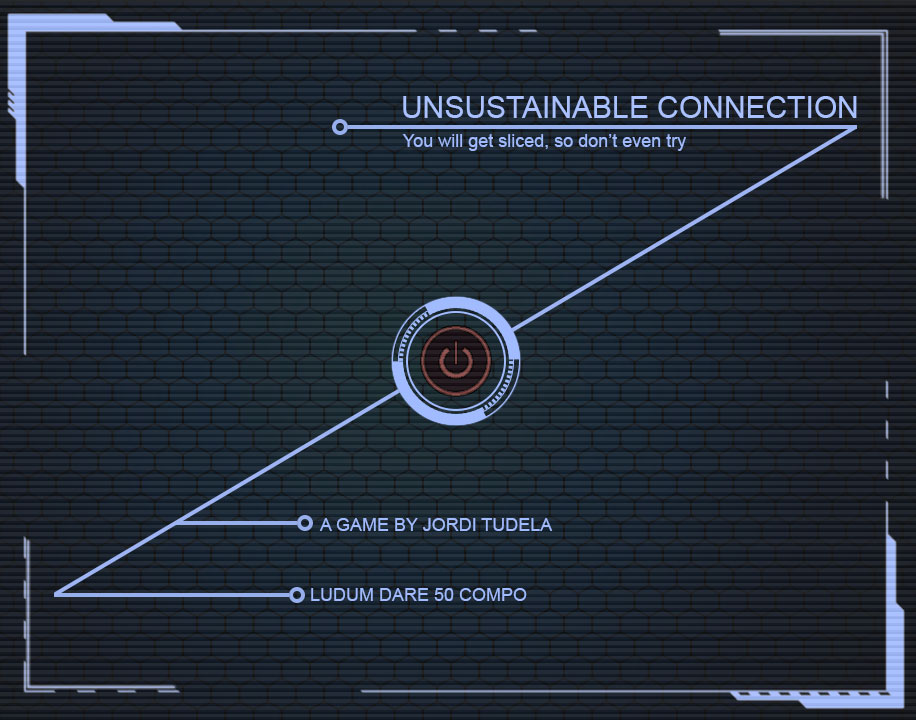 UNSUSTAINABLE CONNECTION
You will get sliced, so don't even try
A GAME BY JORDI TUDELA
LUDUM DARE 50 COMPO